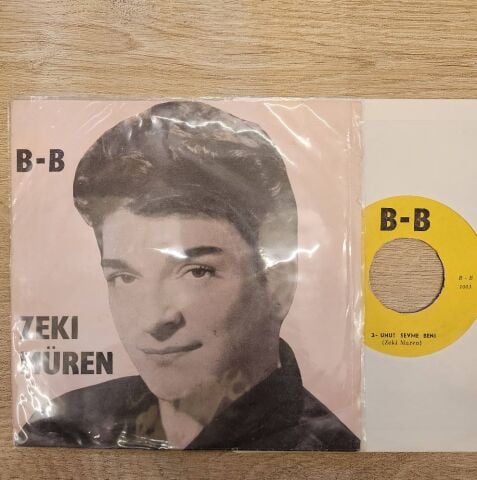 B-B
ZEKI
MÜREN
B-B
B - B
1003
2- UNUT SEVME BENI
(Zeki Muren)